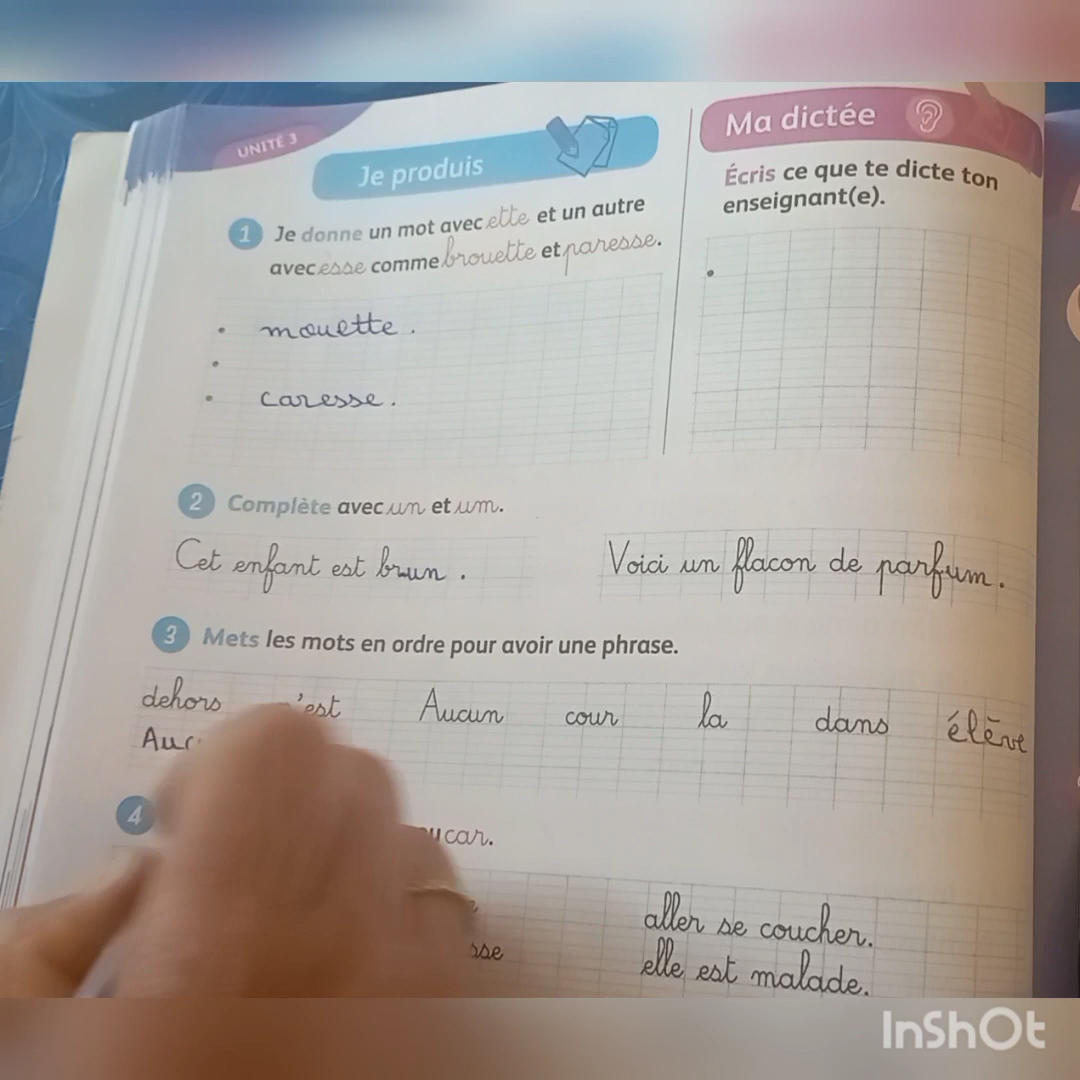 UNITÉ 3
Je produis
1 Je donne un mot avec ette et un autre
avec esse comme brouette et paresse.
• mouette.
•
• caresse.
Ma dictée
Écris ce que te dicte ton
enseignant(e).
•
2 Complète avec un et um.
Cet enfant est brun.
Voici un flacon de parfum.
3 Mets les mots en ordre pour avoir une phrase.
dehors 'est Aucun cour la dans élève
Auc
4 car.
aller se coucher.
sse elle est malade.
InShOt